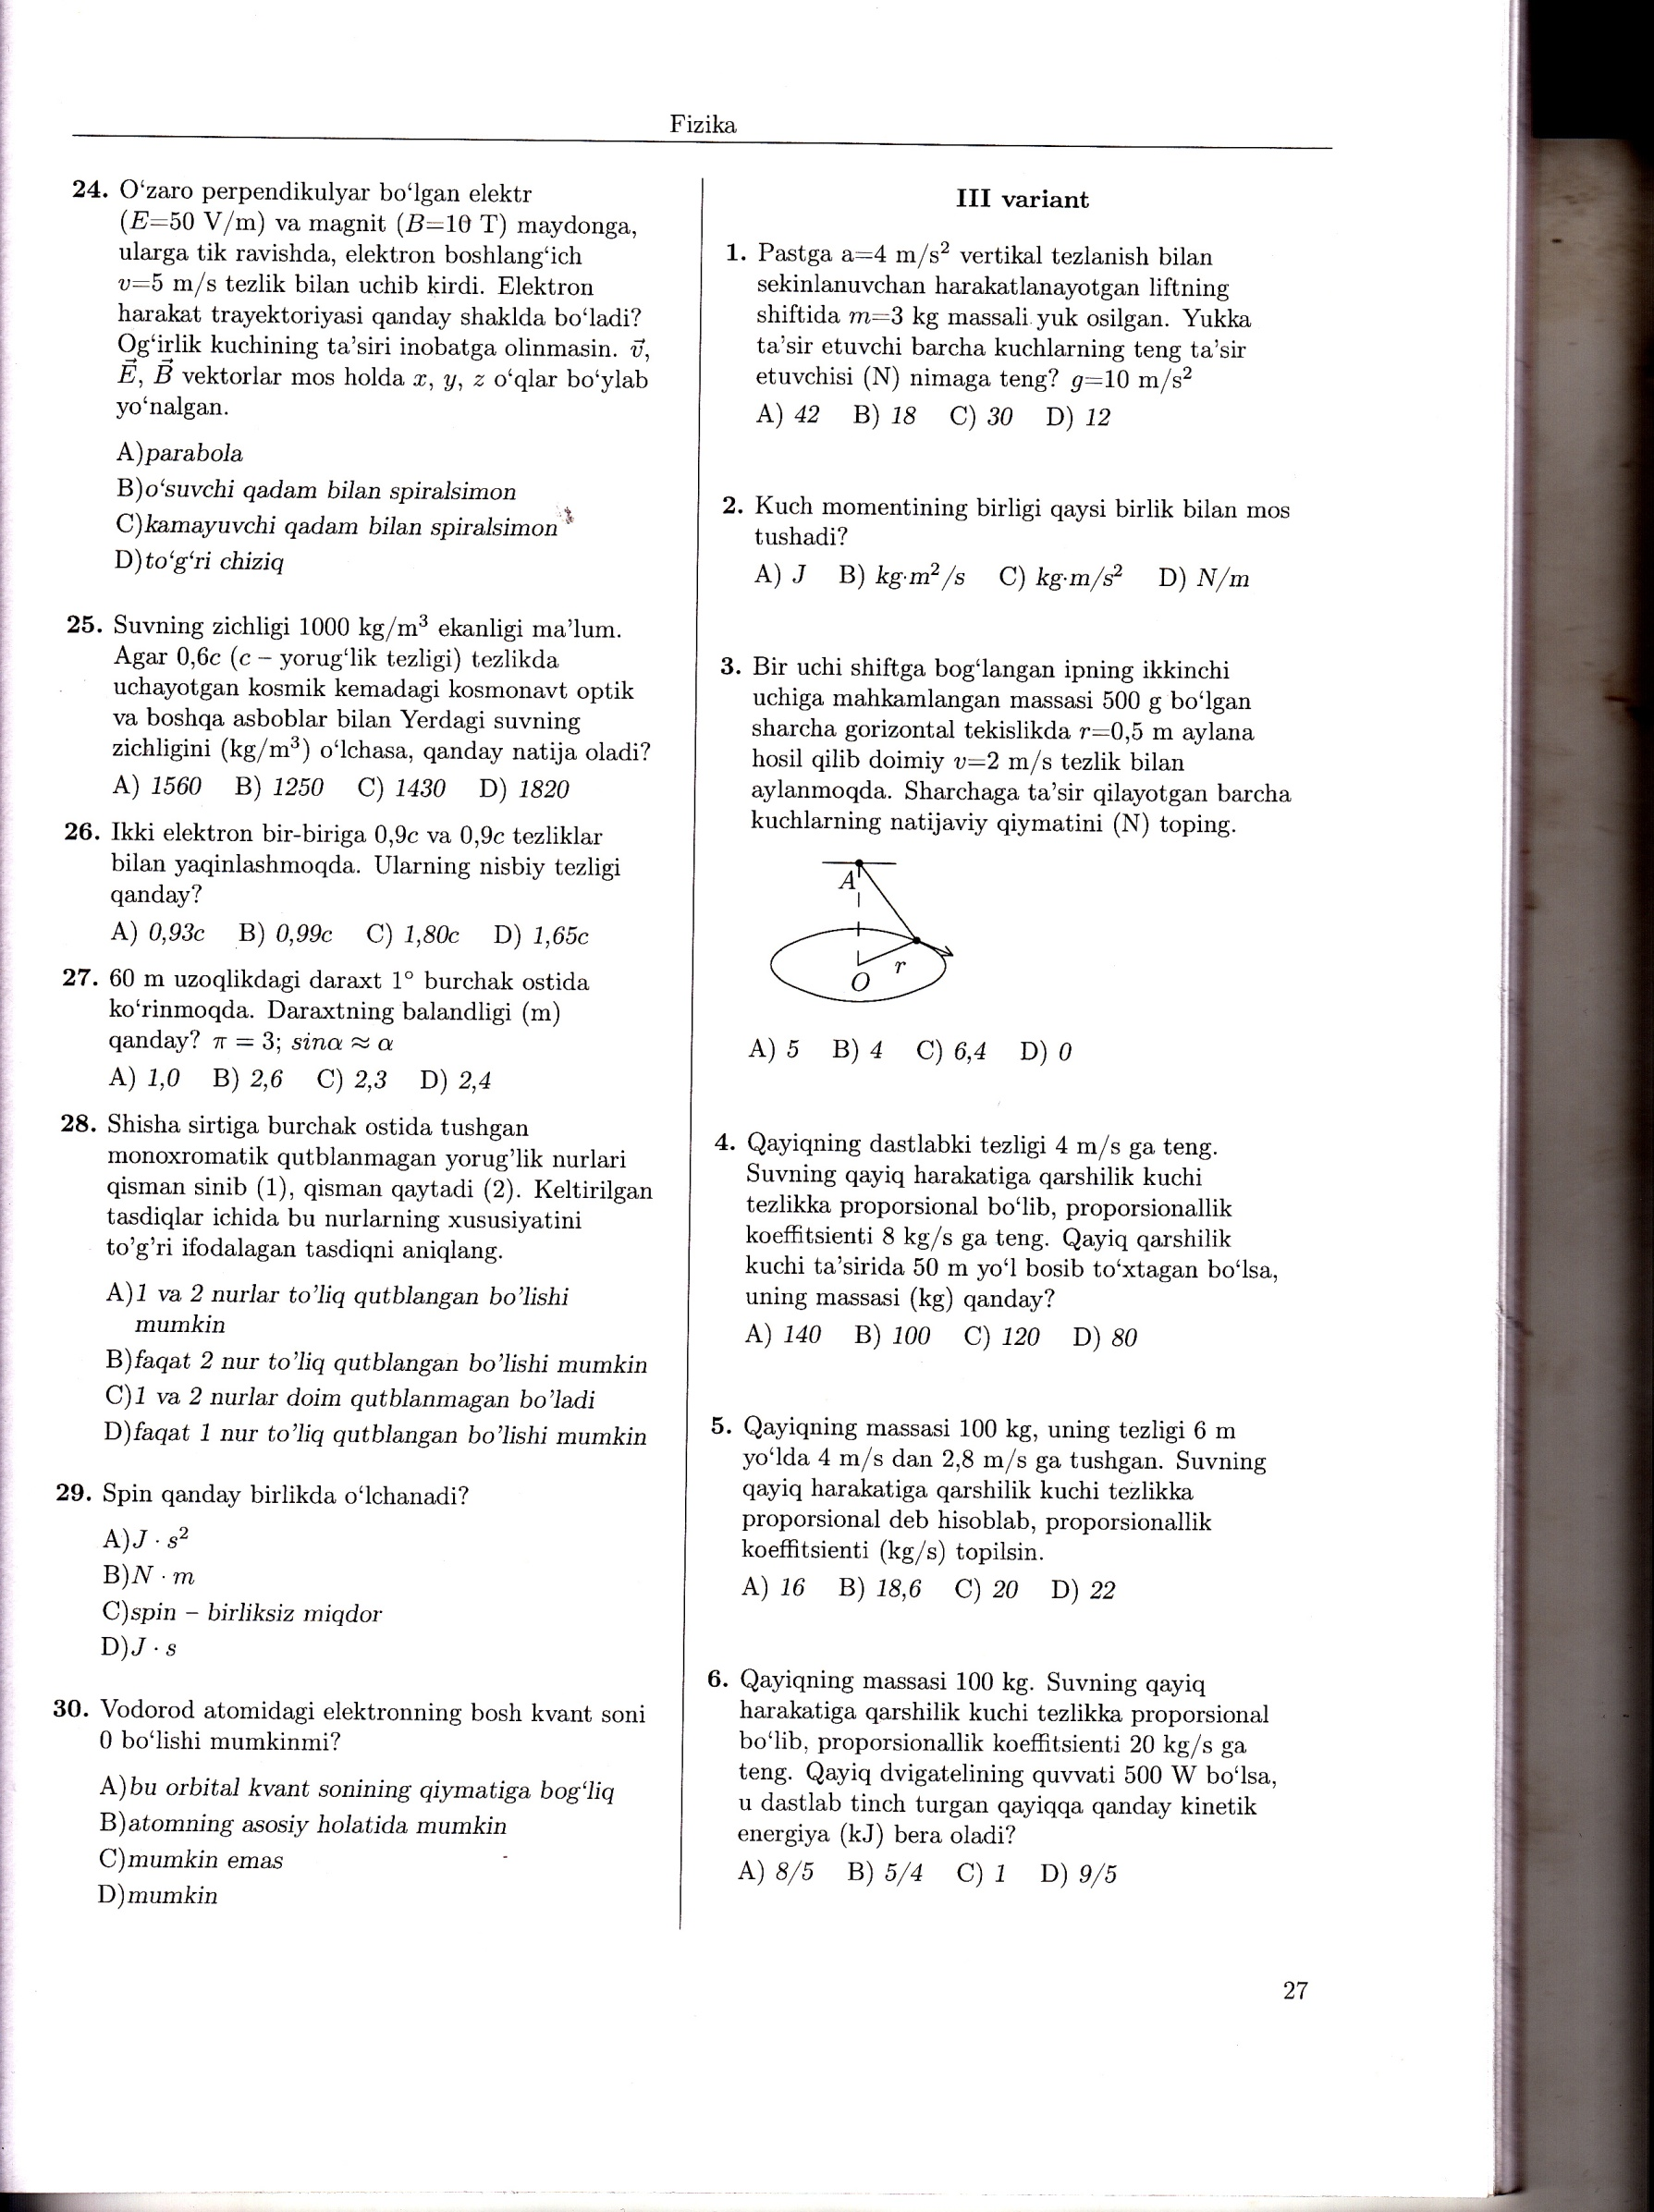 Fizika
24. O‘zaro perpendikulyar bo‘lgan elektr
(E=50 V/m) va magnit (B=10 T) maydonga,
ularga tik ravishda, elektron boshlang‘ich
v=5 m/s tezlik bilan uchib kirdi. Elektron
harakat trayektoriyasi qanday shaklda bo‘ladi?
Og‘irlik kuchining ta’siri inobatga olinmasin. v⃗,
E⃗, B⃗ vektorlar mos holda x, y, z o‘qlar bo‘ylab
yo‘nalgan.
A)parabola
B)o‘suvchi qadam bilan spiralsimon
C)kamayuvchi qadam bilan spiralsimon
D)to‘g‘ri chiziq
25. Suvning zichligi 1000 kg/m³ ekanligi ma’lum.
Agar 0,6c (c – yorug‘lik tezligi) tezlikda
uchayotgan kosmik kemadagi kosmonavt optik
va boshqa asboblar bilan Yerdagi suvning
zichligini (kg/m³) o‘lchasa, qanday natija oladi?
A) 1560 B) 1250 C) 1430 D) 1820
26. Ikki elektron bir-biriga 0,9c va 0,9c tezliklar
bilan yaqinlashmoqda. Ularning nisbiy tezligi
qanday?
A) 0,93c B) 0,99c C) 1,80c D) 1,65c
27. 60 m uzoqlikdagi daraxt 1° burchak ostida
ko‘rinmoqda. Daraxtning balandligi (m)
qanday? π = 3; sinα ≈ α
A) 1,0 B) 2,6 C) 2,3 D) 2,4
28. Shisha sirtiga burchak ostida tushgan
monoxromatik qutblanmagan yorug’lik nurlari
qisman sinib (1), qisman qaytadi (2). Keltirilgan
tasdiqlar ichida bu nurlarning xususiyatini
to’g’ri ifodalagan tasdiqni aniqlang.
A)1 va 2 nurlar to’liq qutblangan bo’lishi
mumkin
B)faqat 2 nur to’liq qutblangan bo’lishi mumkin
C)1 va 2 nurlar doim qutblanmagan bo’ladi
D)faqat 1 nur to’liq qutblangan bo’lishi mumkin
29. Spin qanday birlikda o‘lchanadi?
A)J · s²
B)N · m
C)spin – birliksiz miqdor
D)J · s
30. Vodorod atomidagi elektronning bosh kvant soni
0 bo‘lishi mumkinmi?
A)bu orbital kvant sonining qiymatiga bog‘liq
B)atomning asosiy holatida mumkin
C)mumkin emas
D)mumkin
III variant
1. Pastga a=4 m/s² vertikal tezlanish bilan
sekinlanuvchan harakatlanayotgan liftning
shiftida m=3 kg massali yuk osilgan. Yukka
ta’sir etuvchi barcha kuchlarning teng ta’sir
etuvchisi (N) nimaga teng? g=10 m/s²
A) 42 B) 18 C) 30 D) 12
2. Kuch momentining birligi qaysi birlik bilan mos
tushadi?
A) J B) kg·m²/s C) kg·m/s² D) N/m
3. Bir uchi shiftga bog‘langan ipning ikkinchi
uchiga mahkamlangan massasi 500 g bo‘lgan
sharcha gorizontal tekislikda r=0,5 m aylana
hosil qilib doimiy v=2 m/s tezlik bilan
aylanmoqda. Sharchaga ta’sir qilayotgan barcha
kuchlarning natijaviy qiymatini (N) toping.
A
r
O
A) 5 B) 4 C) 6,4 D) 0
4. Qayiqning dastlabki tezligi 4 m/s ga teng.
Suvning qayiq harakatiga qarshilik kuchi
tezlikka proporsional bo‘lib, proporsionallik
koeffitsienti 8 kg/s ga teng. Qayiq qarshilik
kuchi ta’sirida 50 m yo‘l bosib to‘xtagan bo‘lsa,
uning massasi (kg) qanday?
A) 140 B) 100 C) 120 D) 80
5. Qayiqning massasi 100 kg, uning tezligi 6 m
yo‘lda 4 m/s dan 2,8 m/s ga tushgan. Suvning
qayiq harakatiga qarshilik kuchi tezlikka
proporsional deb hisoblab, proporsionallik
koeffitsienti (kg/s) topilsin.
A) 16 B) 18,6 C) 20 D) 22
6. Qayiqning massasi 100 kg. Suvning qayiq
harakatiga qarshilik kuchi tezlikka proporsional
bo‘lib, proporsionallik koeffitsienti 20 kg/s ga
teng. Qayiq dvigatelining quvvati 500 W bo‘lsa,
u dastlab tinch turgan qayiqqa qanday kinetik
energiya (kJ) bera oladi?
A) 8/5 B) 5/4 C) 1 D) 9/5
27